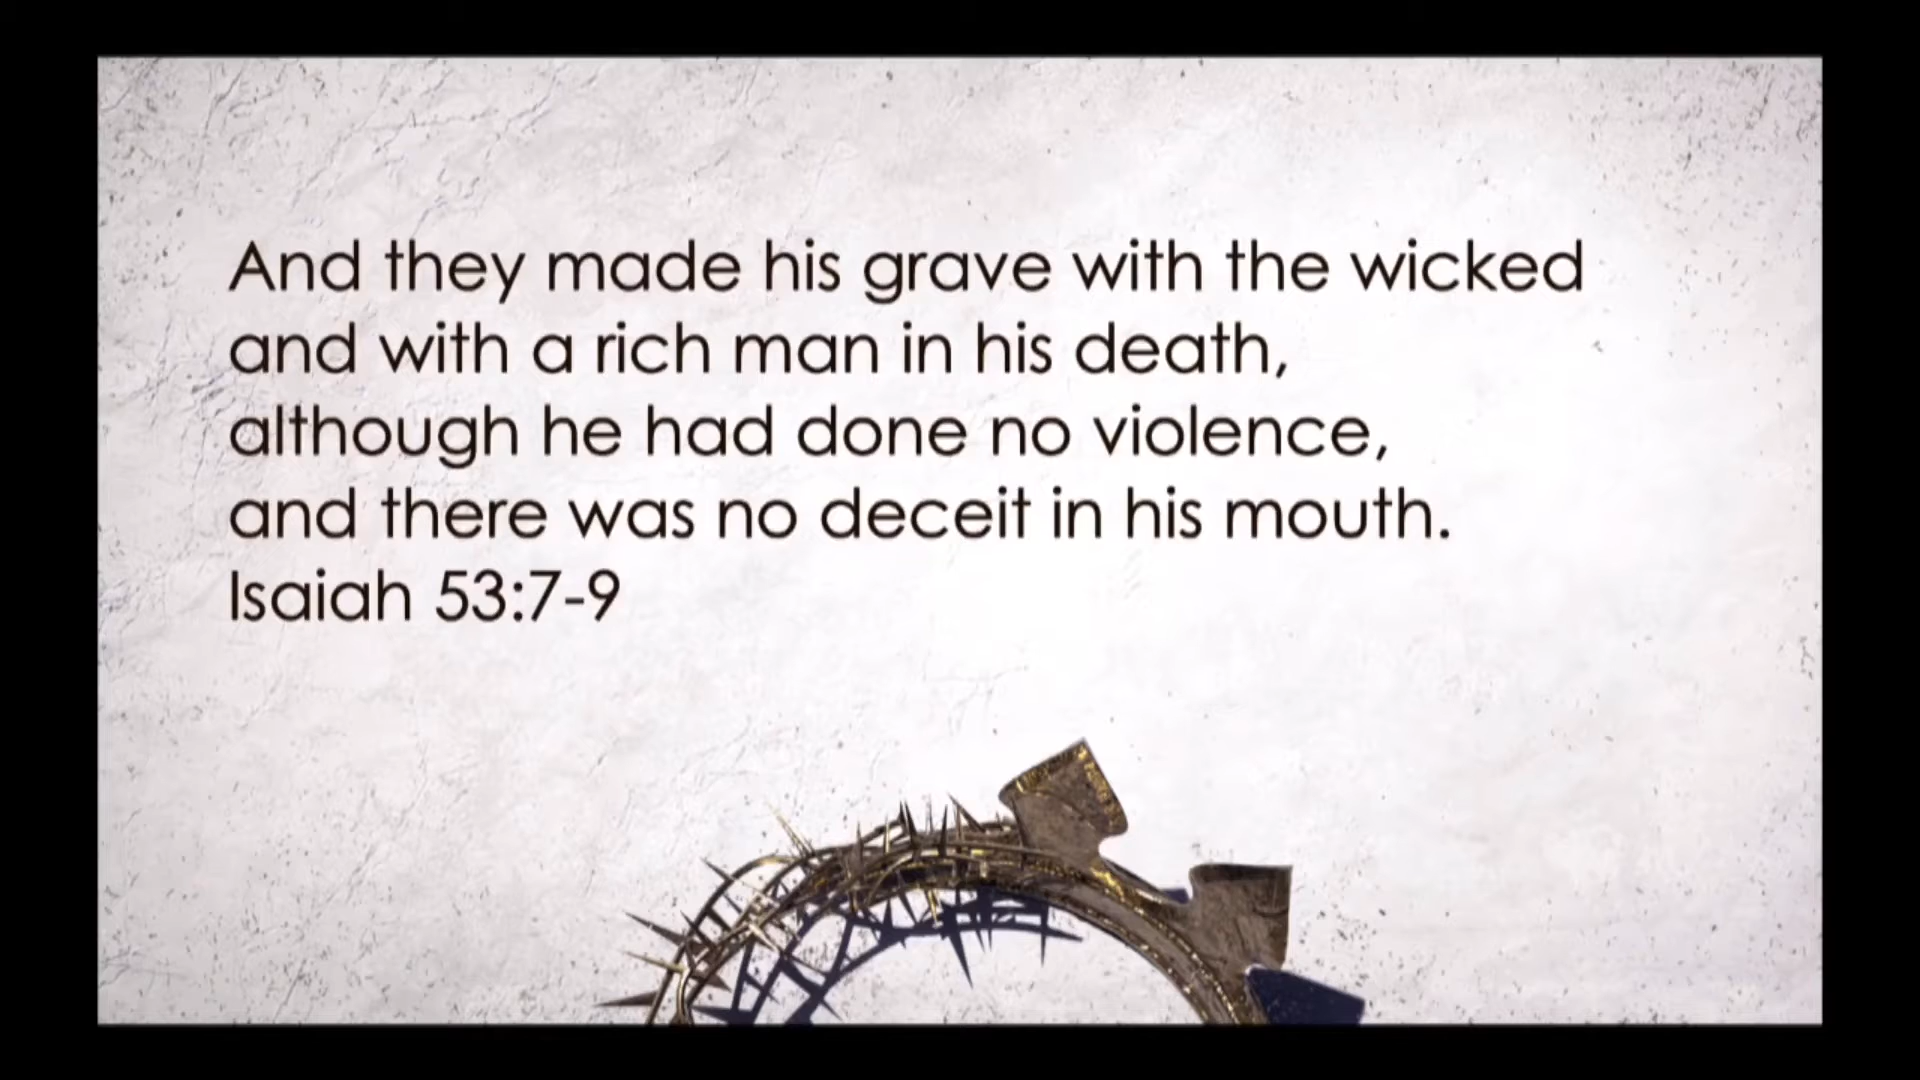 And they made his grave with the wicked
and with a rich man in his death,
although he had done no violence,
and there was no deceit in his mouth.
Isaiah 53:7-9